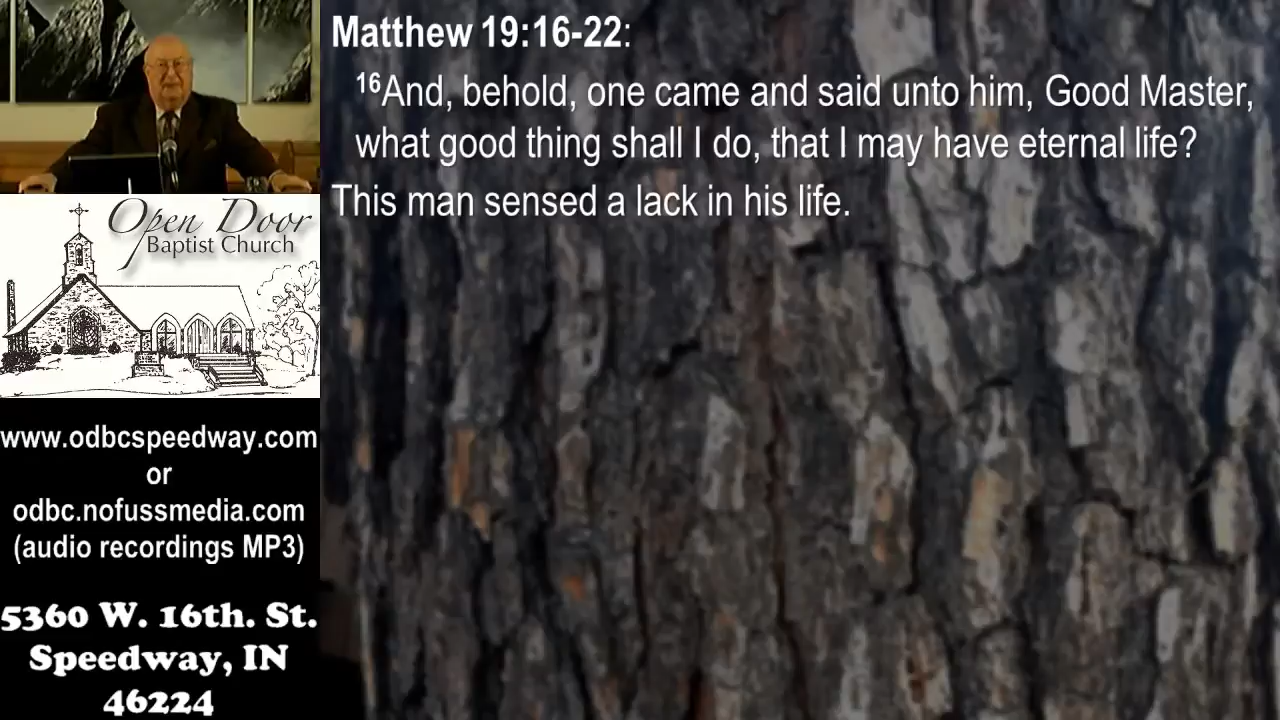 Matthew 19:16-22:
16And, behold, one came and said unto him, Good Master,
what good thing shall I do, that I may have eternal life?
This man sensed a lack in his life.
Open Door
Baptist Church
www.odbcspeedway.com
or
odbc.nofussmedia.com
(audio recordings MP3)
5360 W. 16th. St.
Speedway, IN
46224